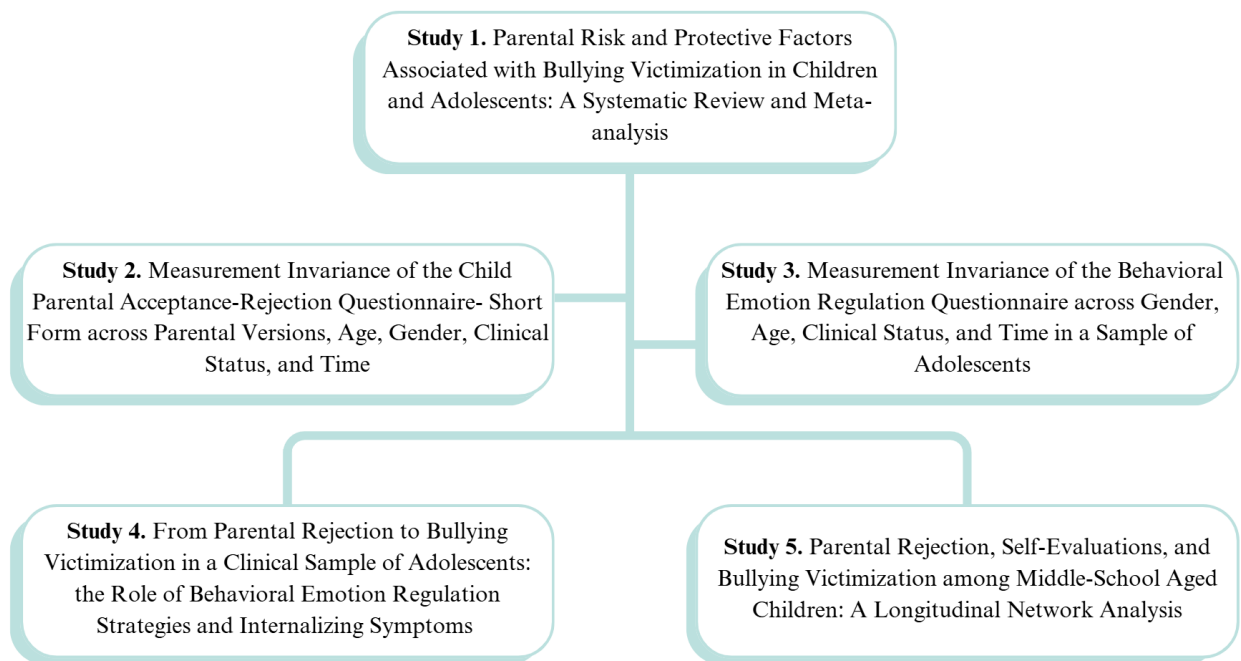 Study 1. Parental Risk and Protective Factors
Associated with Bullying Victimization in Children
and Adolescents: A Systematic Review and Meta-
analysis
Study 2. Measurement Invariance of the Child
Parental Acceptance-Rejection Questionnaire- Short
Form across Parental Versions, Age, Gender, Clinical
Status, and Time
Study 3. Measurement Invariance of the Behavioral
Emotion Regulation Questionnaire across Gender,
Age, Clinical Status, and Time in a Sample of
Adolescents
Study 4. From Parental Rejection to Bullying
Victimization in a Clinical Sample of Adolescents:
the Role of Behavioral Emotion Regulation
Strategies and Internalizing Symptoms
Study 5. Parental Rejection, Self-Evaluations, and
Bullying Victimization among Middle-School Aged
Children: A Longitudinal Network Analysis